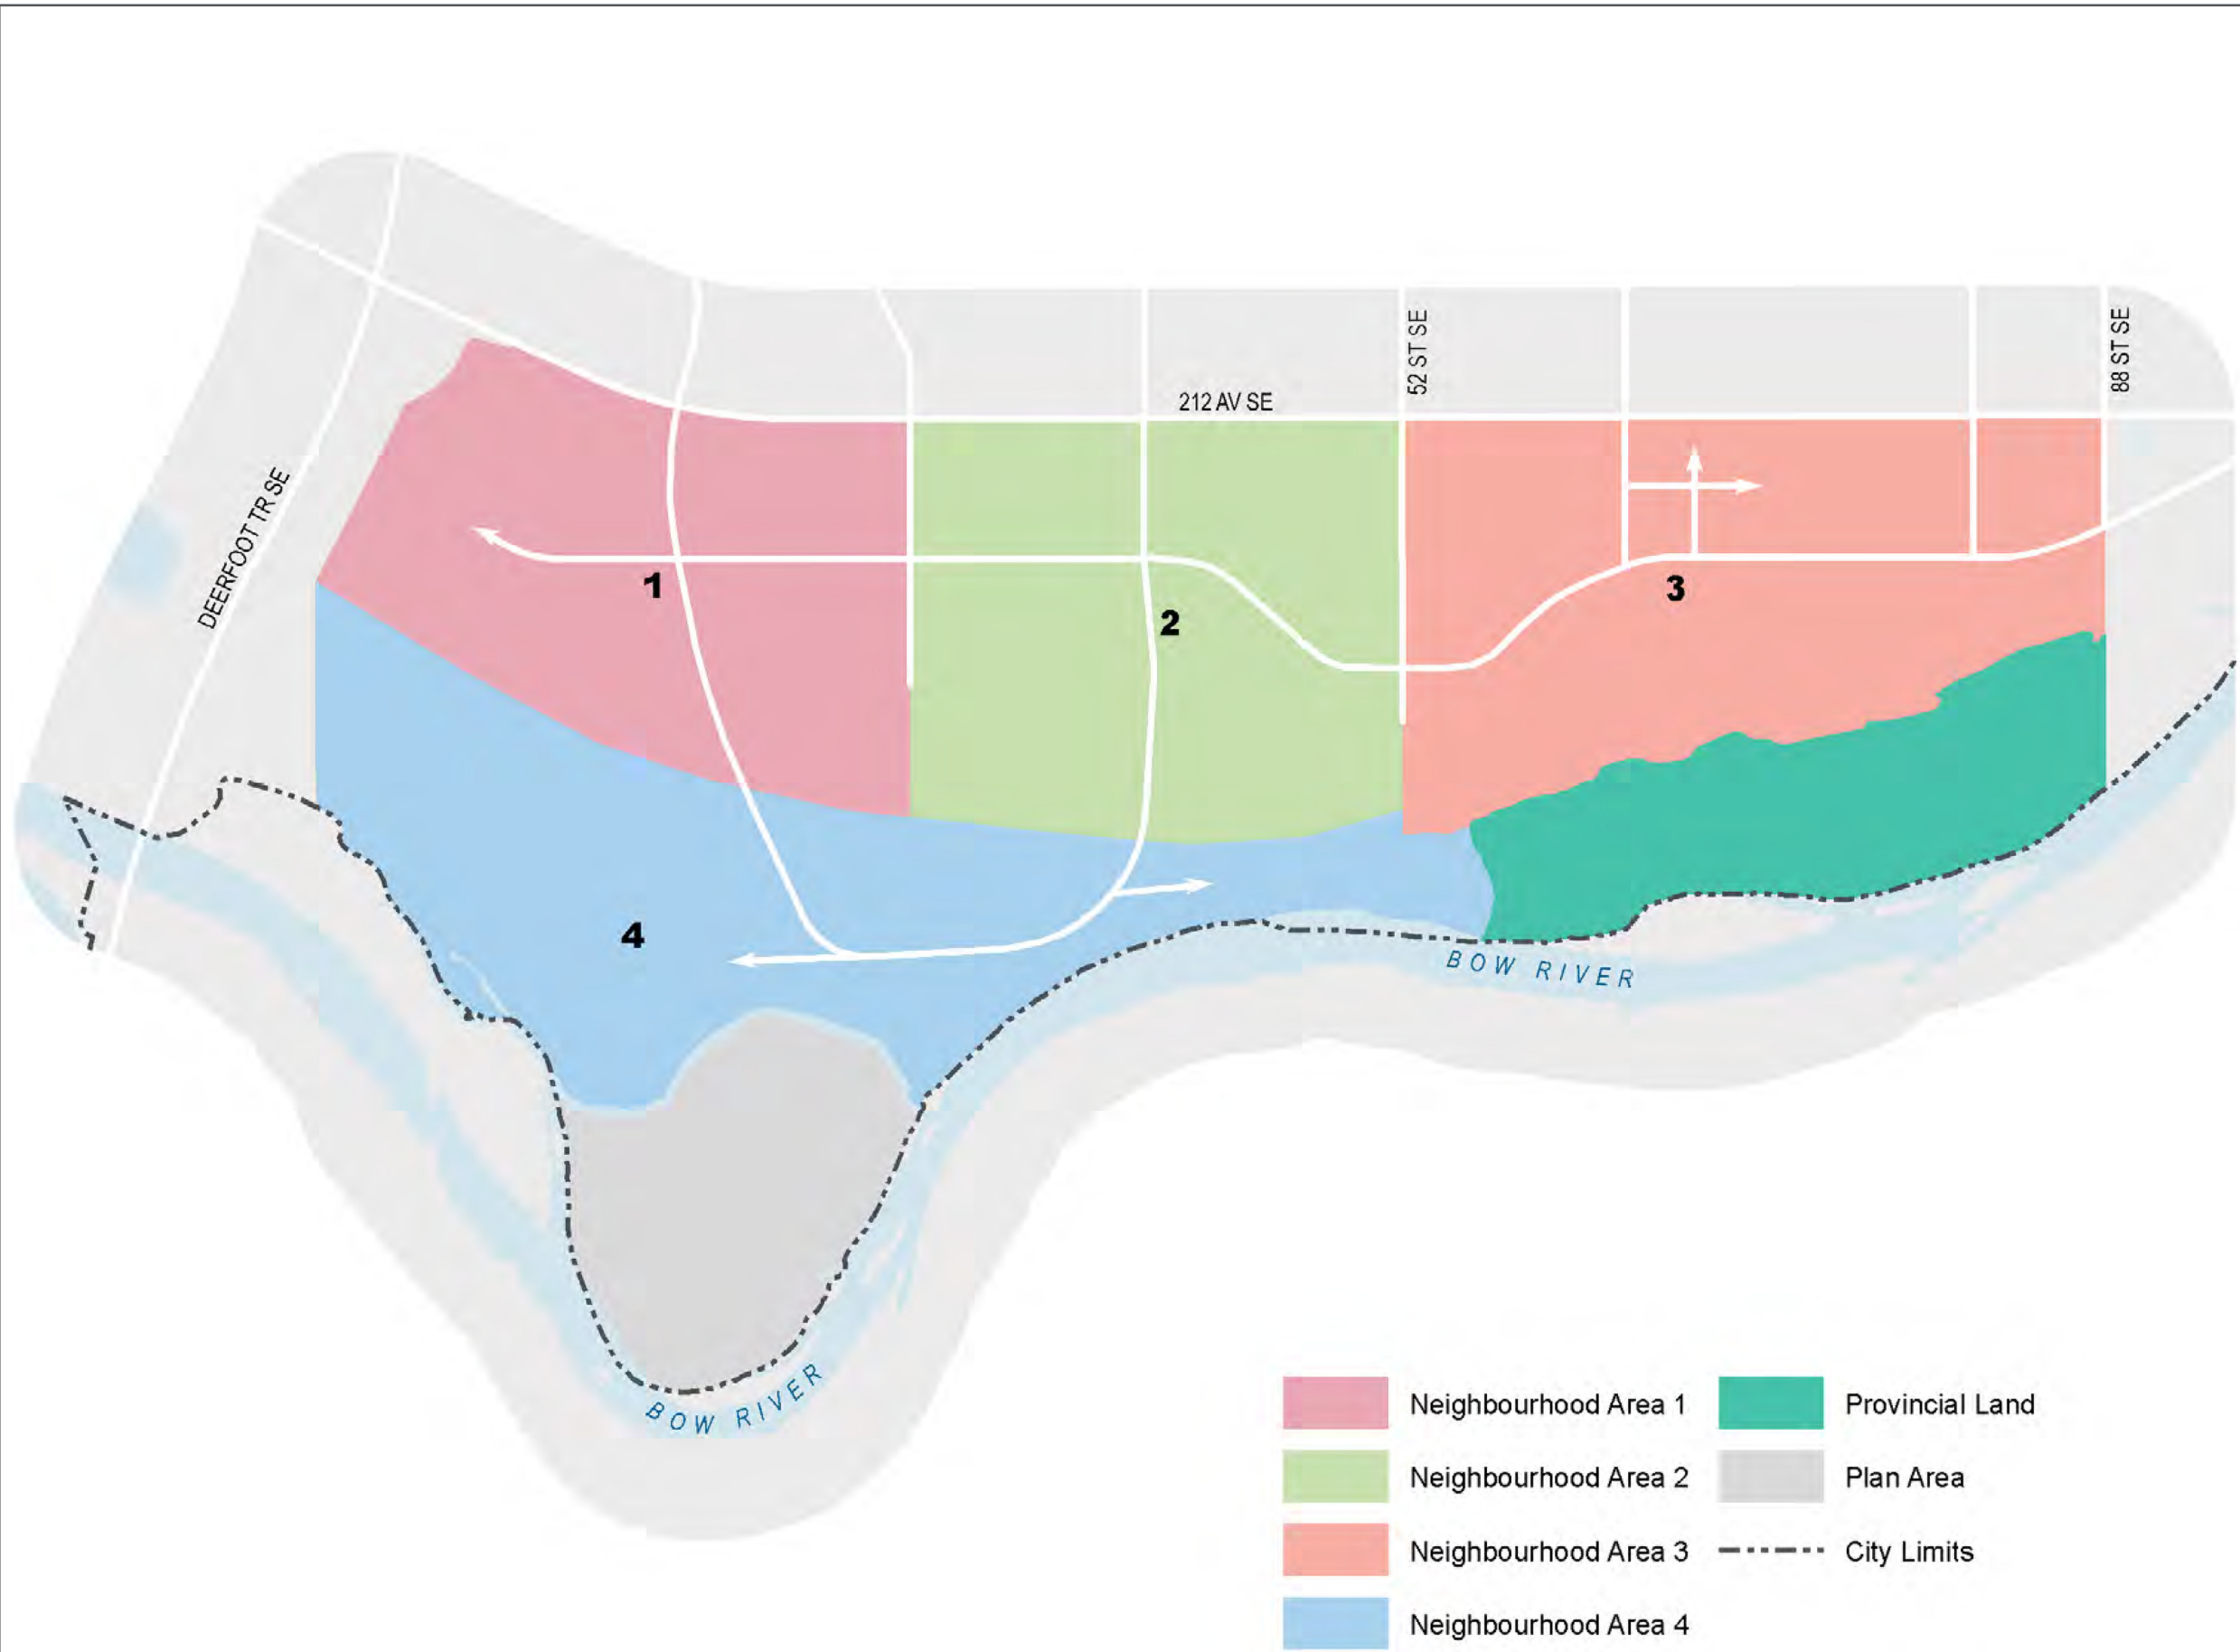 52 ST SE
88 ST SE
212 AV SE
DEERFOOT TR SE
1
2
3
4
BOW RIVER
BOW RIVER
Neighbourhood Area 1
Neighbourhood Area 2
Neighbourhood Area 3
Neighbourhood Area 4
Provincial Land
Plan Area
City Limits